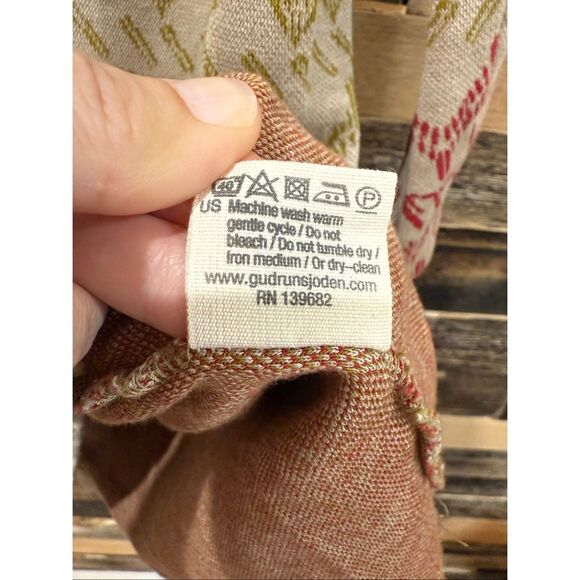 40 P
US Machine wash warm
gentle cycle / Do not
bleach / Do not tumble dry /
Iron medium / Or dry-clean
www.gudrunsjoden.com
RN 139682